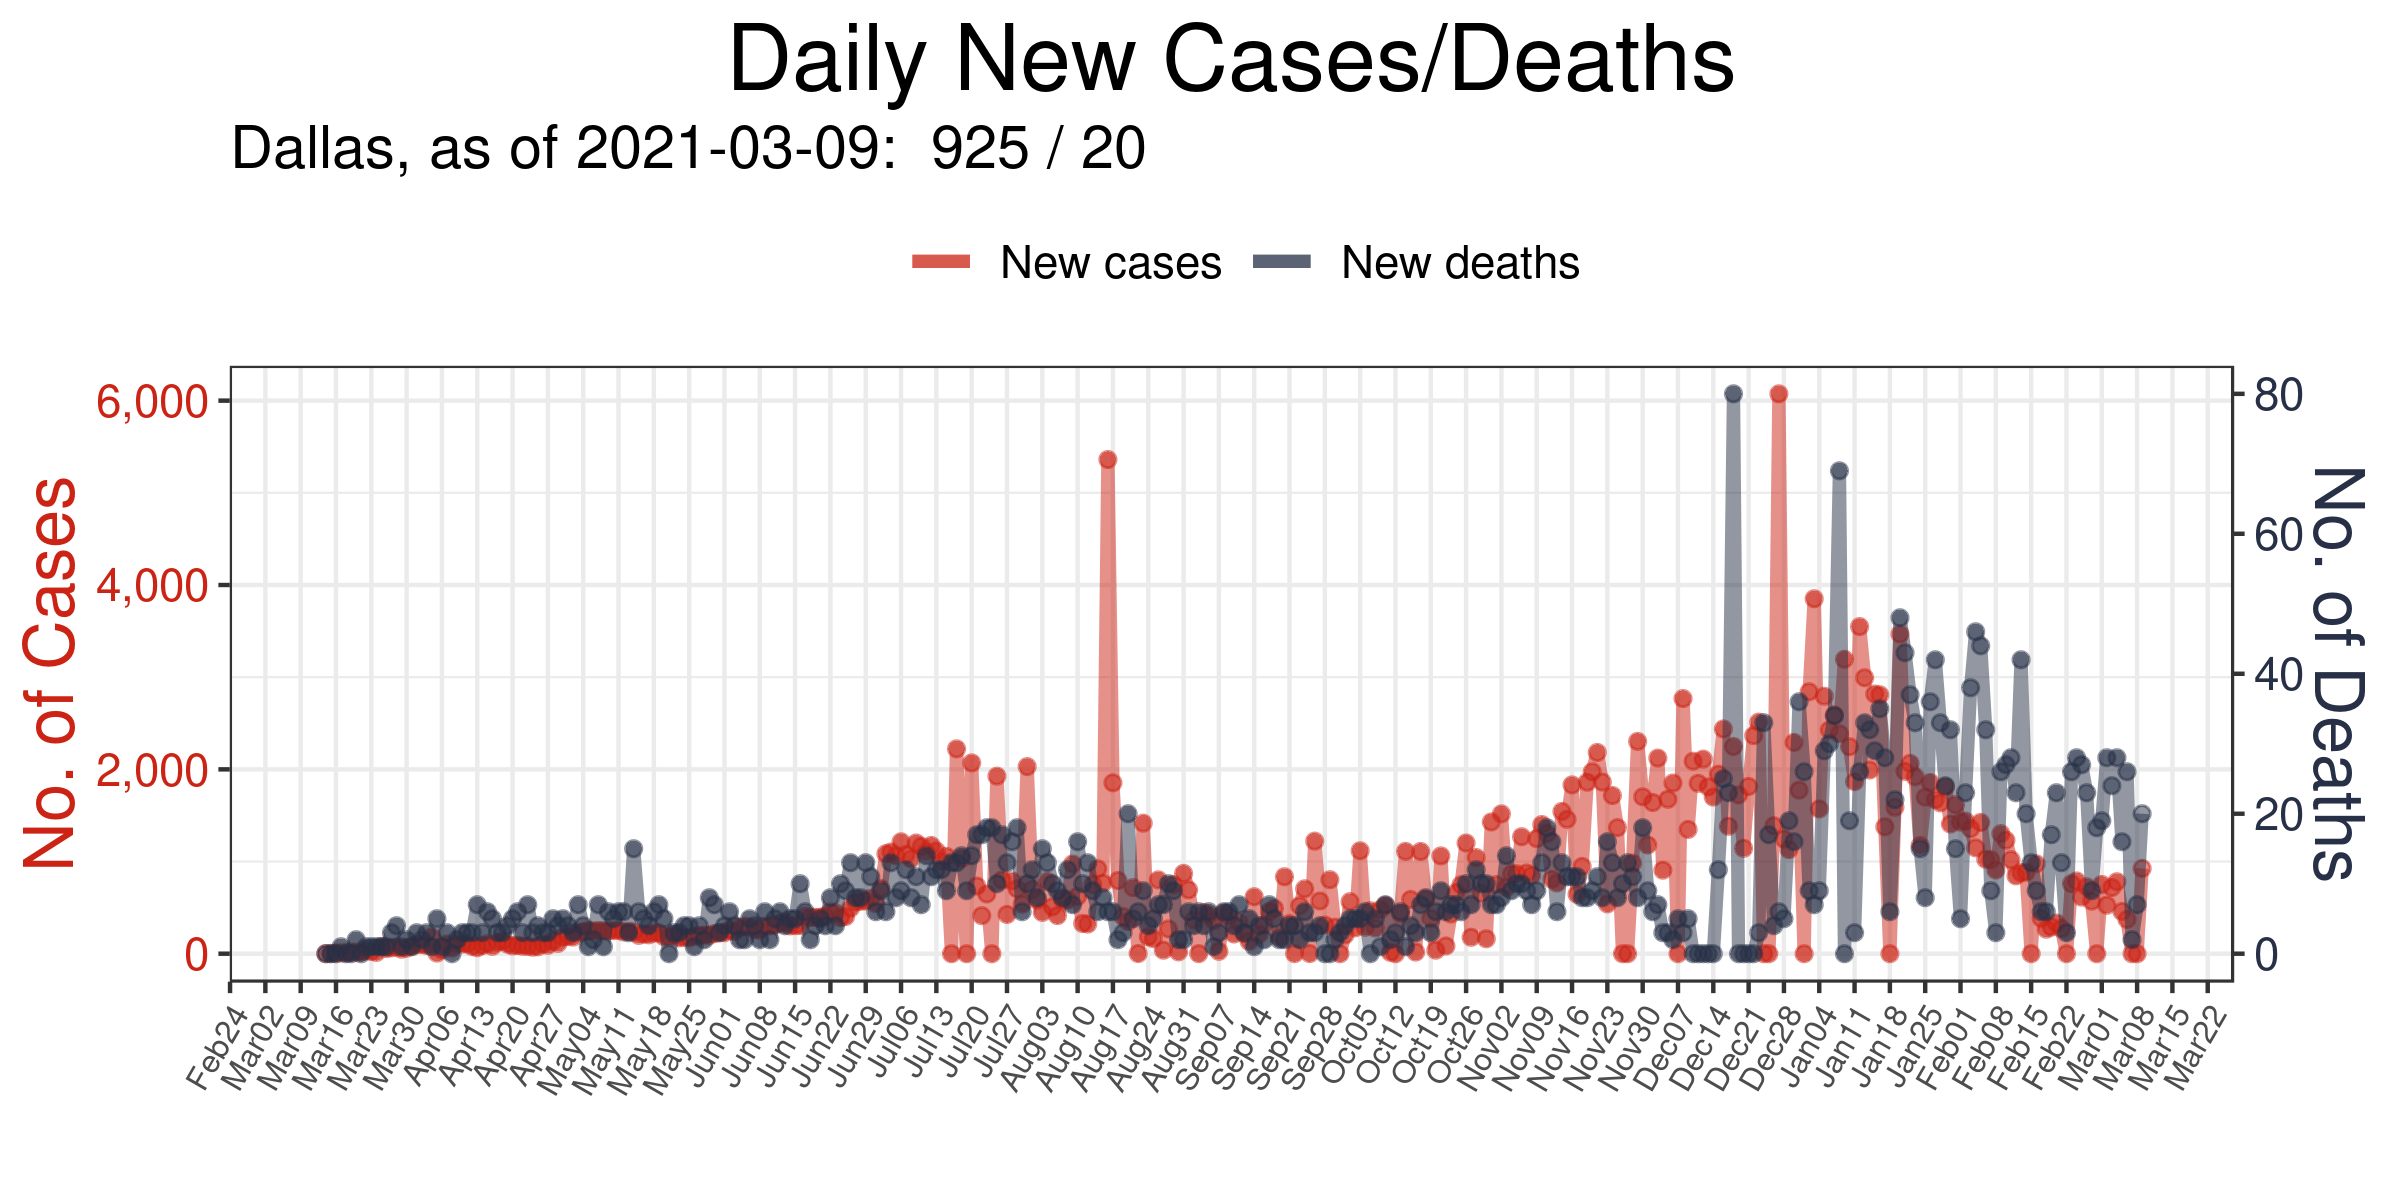 Daily New Cases/Deaths
Dallas, as of 2021-03-09:  925 / 20
New cases New deaths
No. of Cases
6,000
4,000
2,000
0
80
60
40
20
0
No. of Deaths
Feb24 Mar02 Mar09 Mar16 Mar23 Mar30 Apr06 Apr13 Apr20 Apr27 May04 May11 May18 May25 Jun01 Jun08 Jun15 Jun22 Jun29 Jul06 Jul13 Jul20 Jul27 Aug03 Aug10 Aug17 Aug24 Aug31 Sep07 Sep14 Sep21 Sep28 Oct05 Oct12 Oct19 Oct26 Nov02 Nov09 Nov16 Nov23 Nov30 Dec07 Dec14 Dec21 Dec28 Jan04 Jan11 Jan18 Jan25 Feb01 Feb08 Feb15 Feb22 Mar01 Mar08 Mar15 Mar22